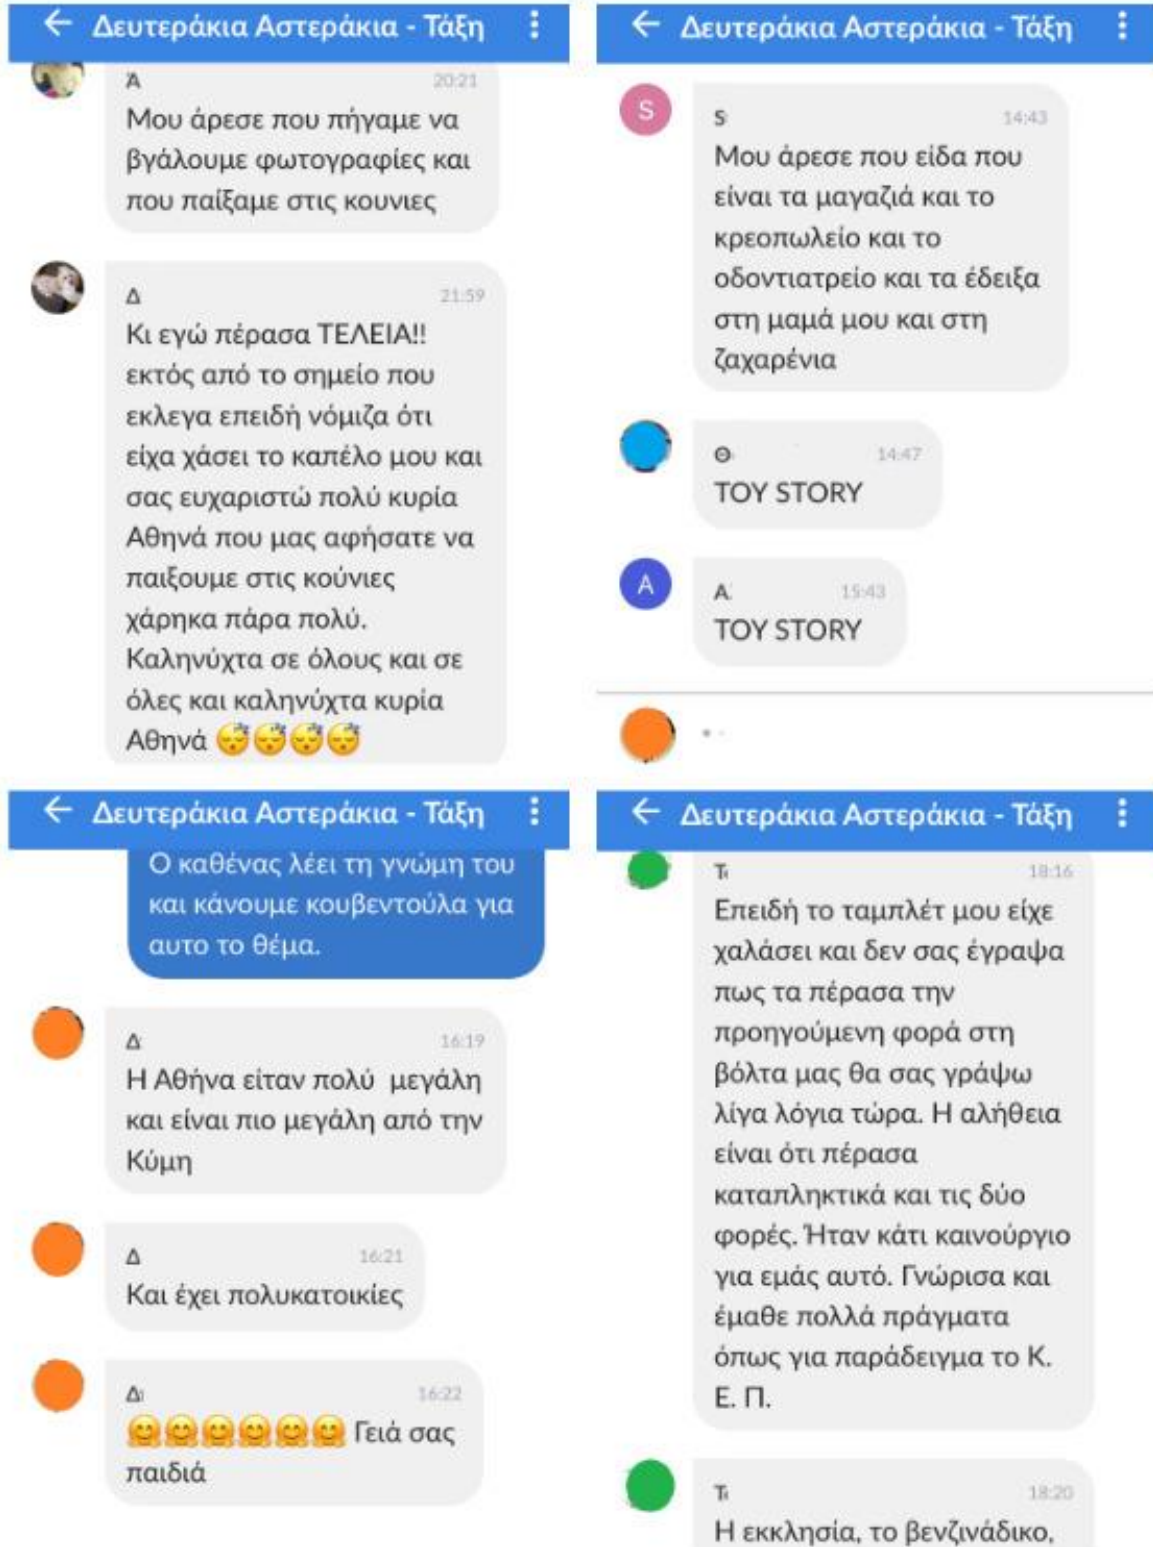 Δευτεράκια Αστεράκια - Τάξη
Ά 20:21
Μου άρεσε που πήγαμε να
βγάλουμε φωτογραφίες και
που παίξαμε στις κουνιες
Δ 21:59
Κι εγώ πέρασα ΤΕΛΕΙΑ!!
εκτός από το σημείο που
εκλεγα επειδή νόμιζα ότι
είχα χάσει το καπέλο μου και
σας ευχαριστώ πολύ κυρία
Αθηνά που μας αφήσατε να
παιξουμε στις κούνιες
χάρηκα πάρα πολύ.
Καληνύχτα σε όλους και σε
όλες και καληνύχτα κυρία
Αθηνά 😴😴😴😴
Δευτεράκια Αστεράκια - Τάξη
S
S 14:43
Μου άρεσε που είδα που
είναι τα μαγαζιά και το
κρεοπωλείο και το
οδοντιατρείο και τα έδειξα
στη μαμά μου και στη
ζαχαρένια
Θ 14:47
TOY STORY
A
Α 15:43
TOY STORY
Δευτεράκια Αστεράκια - Τάξη
Ο καθένας λέει τη γνώμη του
και κάνουμε κουβεντούλα για
αυτο το θέμα.
Δ 16:19
Η Αθήνα είταν πολύ μεγάλη
και είναι πιο μεγάλη από την
Κύμη
Δ 16:21
Και έχει πολυκατοικίες
Δ 16:22
🤗🤗🤗🤗🤗🤗 Γειά σας
παιδιά
Δευτεράκια Αστεράκια - Τάξη
Τ 18:16
Επειδή το ταμπλέτ μου είχε
χαλάσει και δεν σας έγραψα
πως τα πέρασα την
προηγούμενη φορά στη
βόλτα μας θα σας γράψω
λίγα λόγια τώρα. Η αλήθεια
είναι ότι πέρασα
καταπληκτικά και τις δύο
φορές. Ήταν κάτι καινούργιο
για εμάς αυτό. Γνώρισα και
έμαθε πολλά πράγματα
όπως για παράδειγμα το Κ.
Ε. Π.
Τ 18:20
Η εκκλησία, το βενζινάδικο,